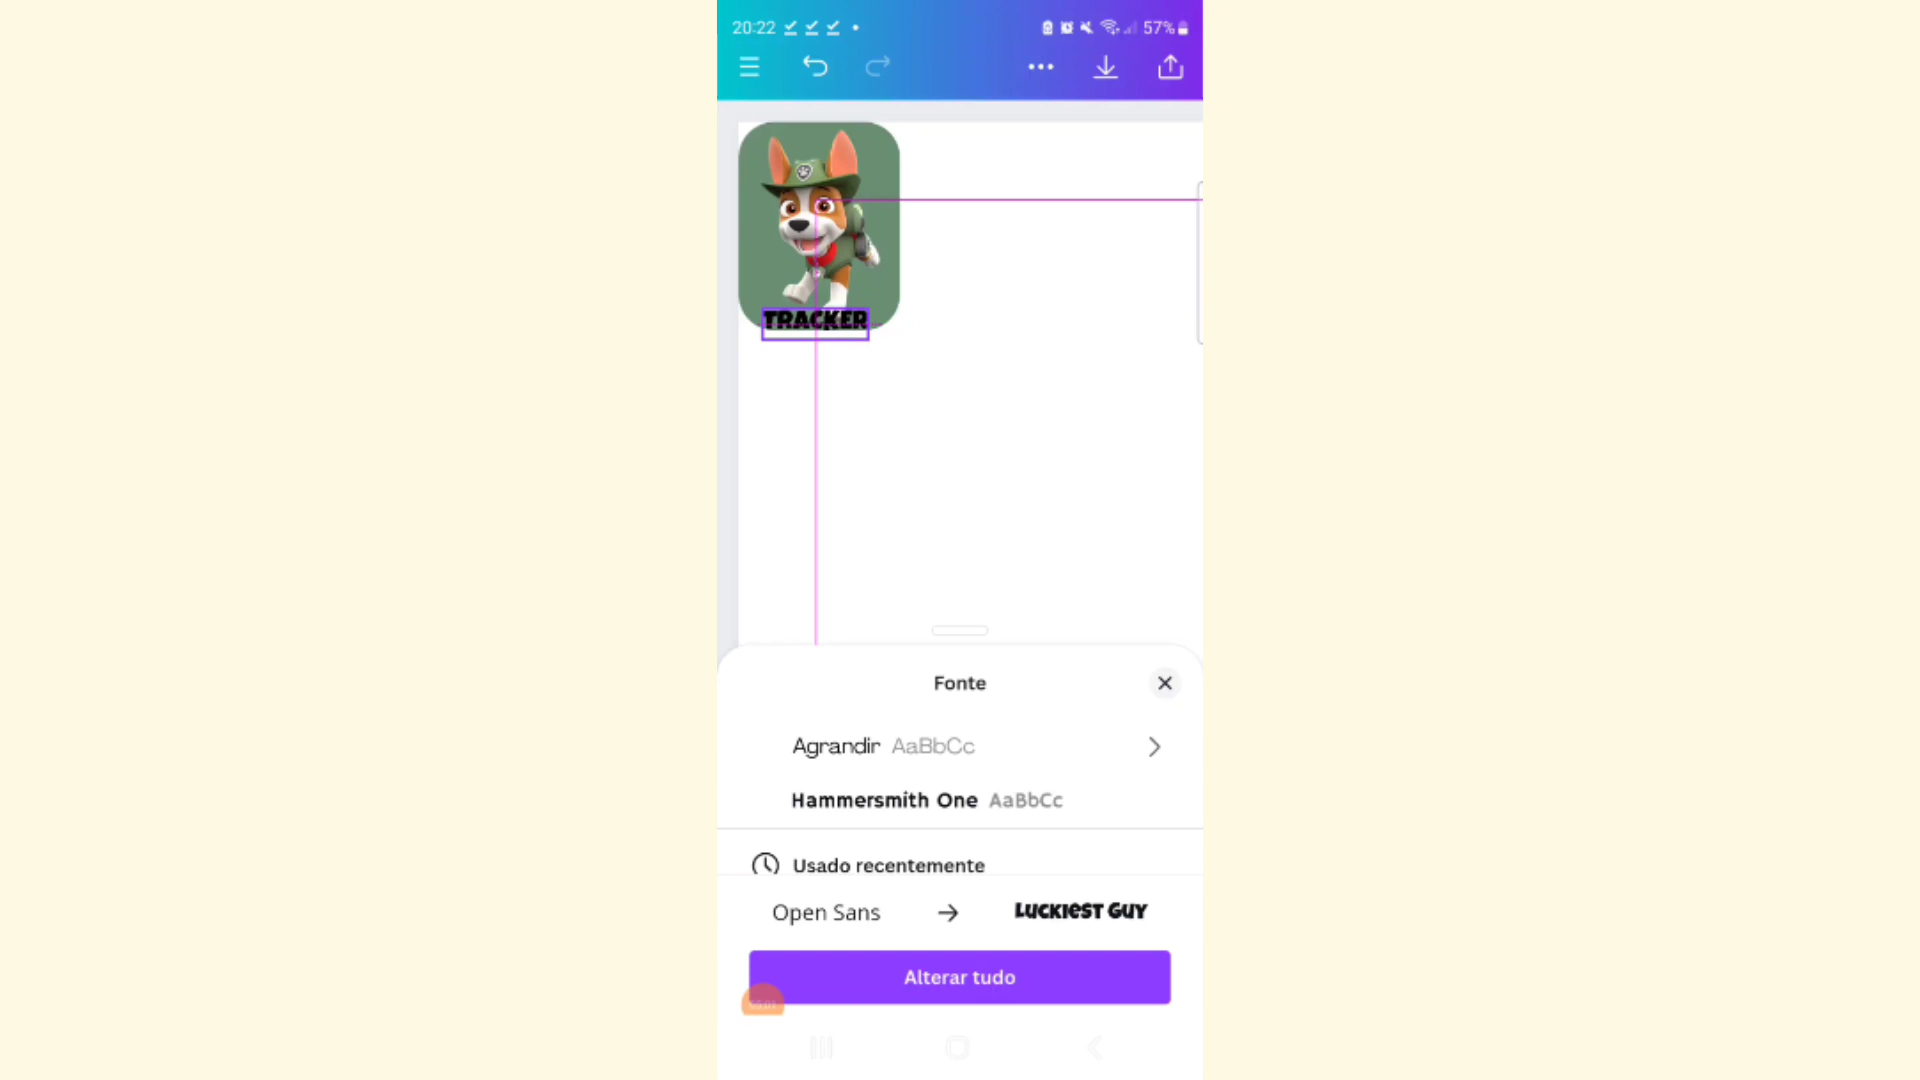 20:22
57%
TRACKER
Fonte
Agrandir AaBbCc
Hammersmith One AaBbCc
Usado recentemente
Open Sans → LUCKIEST GUY
Alterar tudo